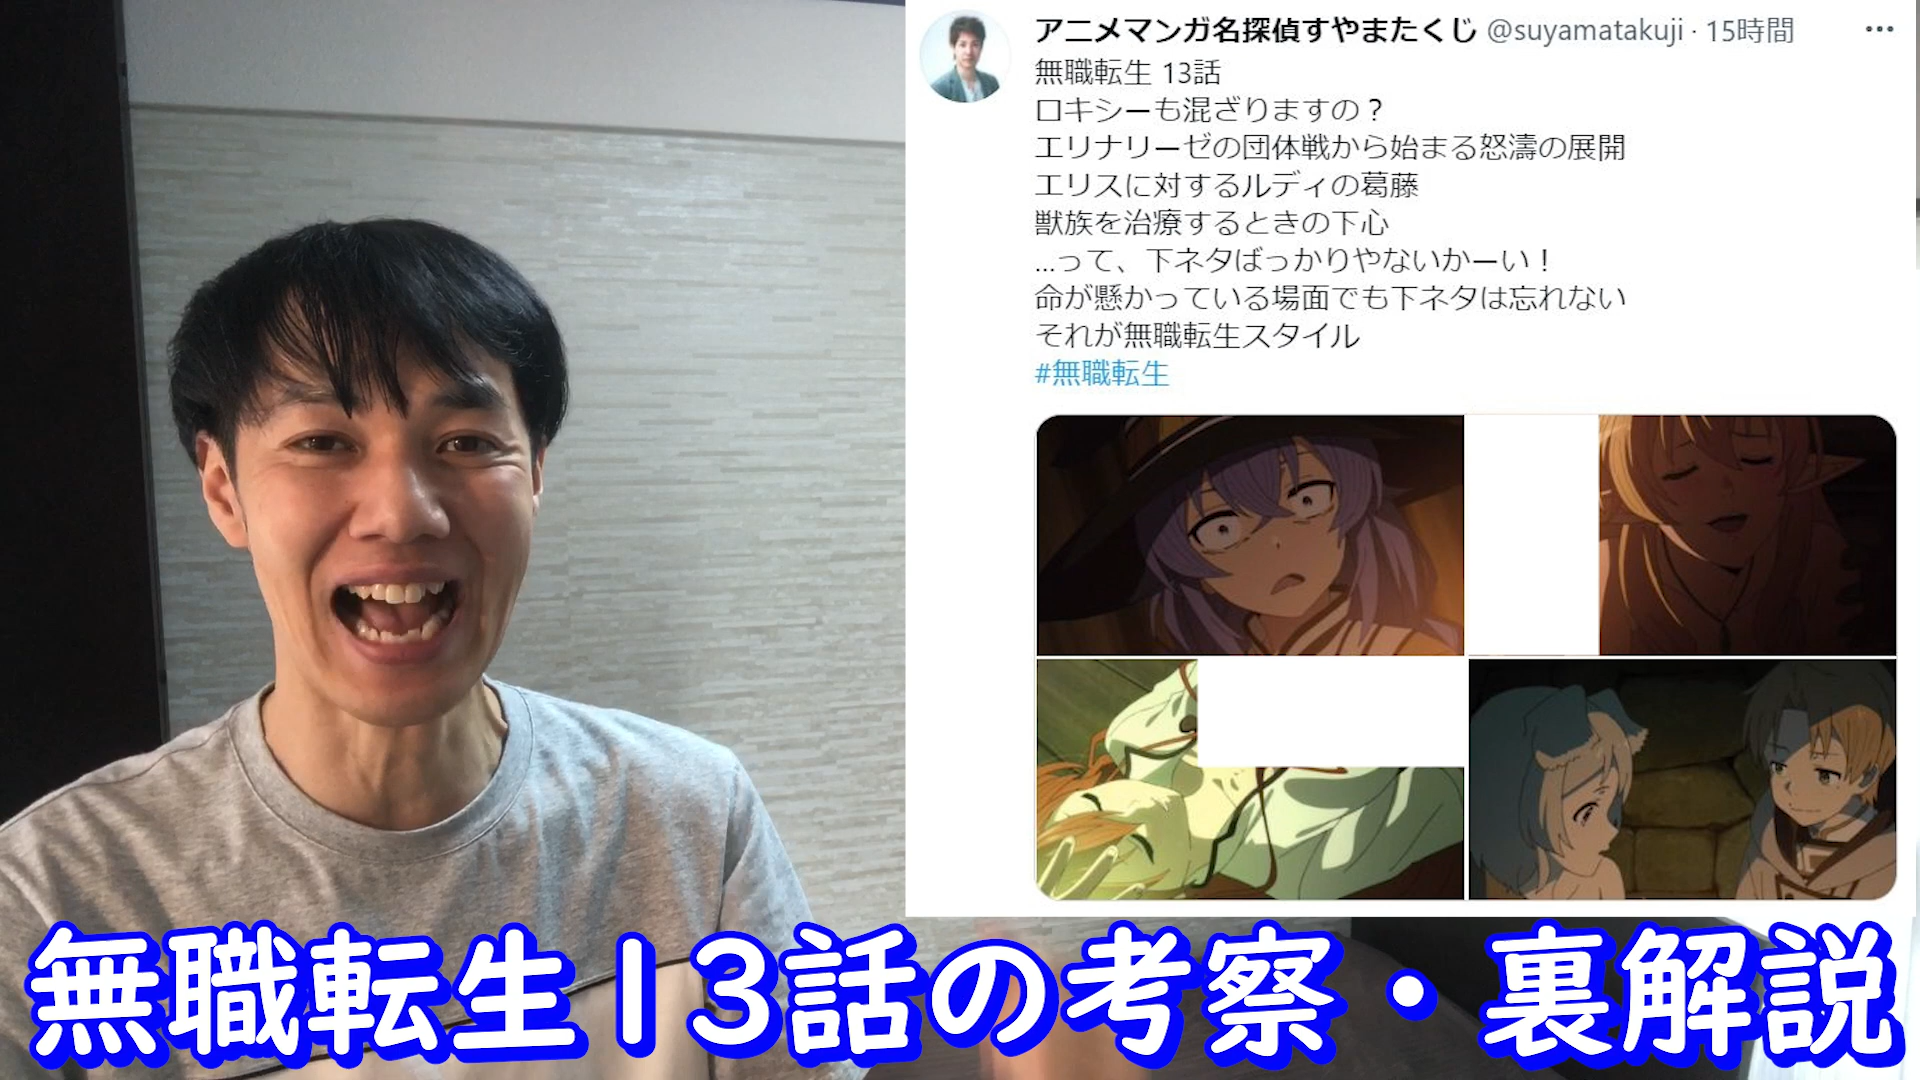 アニメマンガ名探偵すやまたくじ @suyamatakuji · 15時間
無職転生 13話
ロキシーも混ざりますの？
エリナリーゼの団体戦から始まる怒濤の展開
エリスに対するルディの葛藤
獣族を治療するときの下心
...って、下ネタばっかりやないかーい！
命が懸かっている場面でも下ネタは忘れない
それが無職転生スタイル
#無職転生
無職転生13話の考察・裏解説